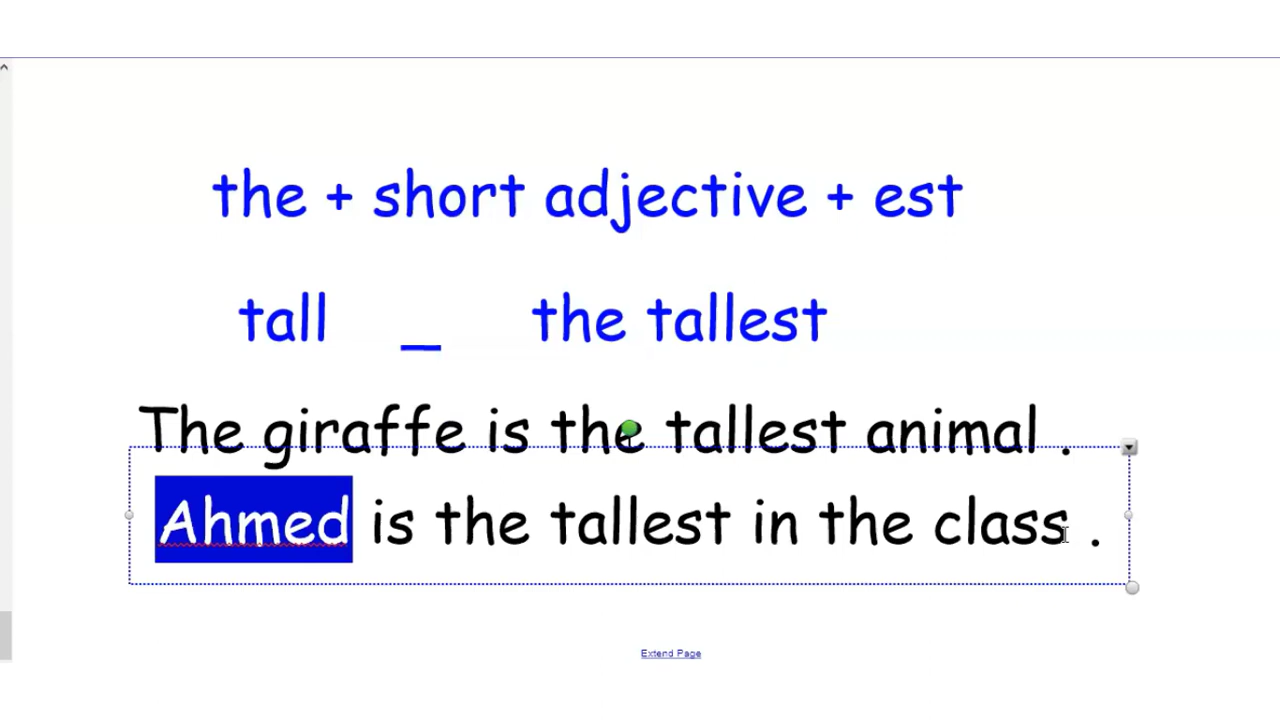 the + short adjective + est
tall _ the tallest
The giraffe is the tallest animal .
Ahmed is the tallest in the class .
Extend Page